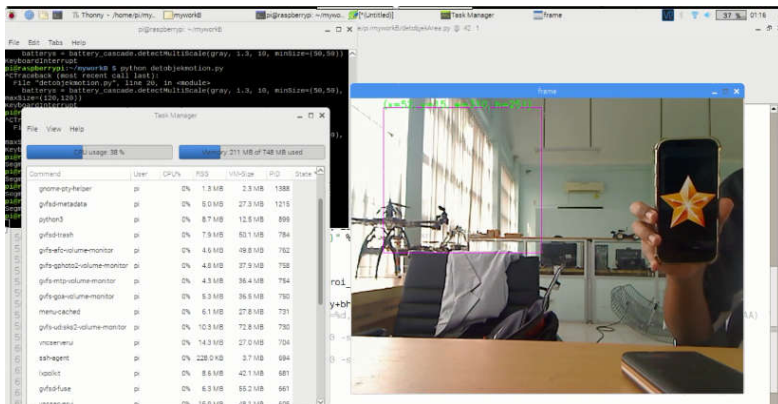 Thonny - /home/pi/my..
myworkB
pi@raspberrypi: ~/mywo..
[*(Untitled)]
Task Manager
frame
37 %
01:16
pi@raspberrypi: ~/myworkB
File Edit Tabs Help
batterys = battery_cascade.detectMultiScale(gray, 1.3, 10, minSize=(50,50))
KeyboardInterrupt
pi@raspberrypi:~/myworkB $ python detobjekmotion.py
^CTraceback (most recent call last):
File "detobjekmotion.py", line 26, in <module>
batterys = battery_cascade.detectMultiScale(gray, 1.3, 10, minSize=(50,50),
maxSize=(120,120))
KeyboardInterrupt
Task Manager
File View Help
CPU usage: 38 %
Memory: 211 MB of 748 MB used
Command User CPU% RSS VM-Size PID State
gnome-pty-helper pi 0% 1.3 MB 2.3 MB 1388
gvfsd-metadata pi 0% 5.0 MB 27.3 MB 1215
python3 pi 0% 8.7 MB 12.5 MB 898
gvfsd-trash pi 0% 7.9 MB 50.1 MB 784
gvfs-afc-volume-monitor pi 0% 4.6 MB 49.8 MB 762
gvfs-gphoto2-volume-monitor pi 0% 4.8 MB 37.9 MB 758
gvfs-mtp-volume-monitor pi 0% 4.3 MB 36.4 MB 754
gvfs-goa-volume-monitor pi 0% 5.3 MB 36.5 MB 750
menu-cached pi 0% 6.1 MB 27.8 MB 731
gvfs-udisks2-volume-monitor pi 0% 10.3 MB 72.8 MB 730
vncserverui pi 0% 14.3 MB 27.0 MB 704
ssh-agent pi 0% 228.0 KB 3.7 MB 694
lxpolkit pi 0% 8.6 MB 42.1 MB 681
gvfsd-fuse pi 0% 6.3 MB 55.2 MB 661
frame